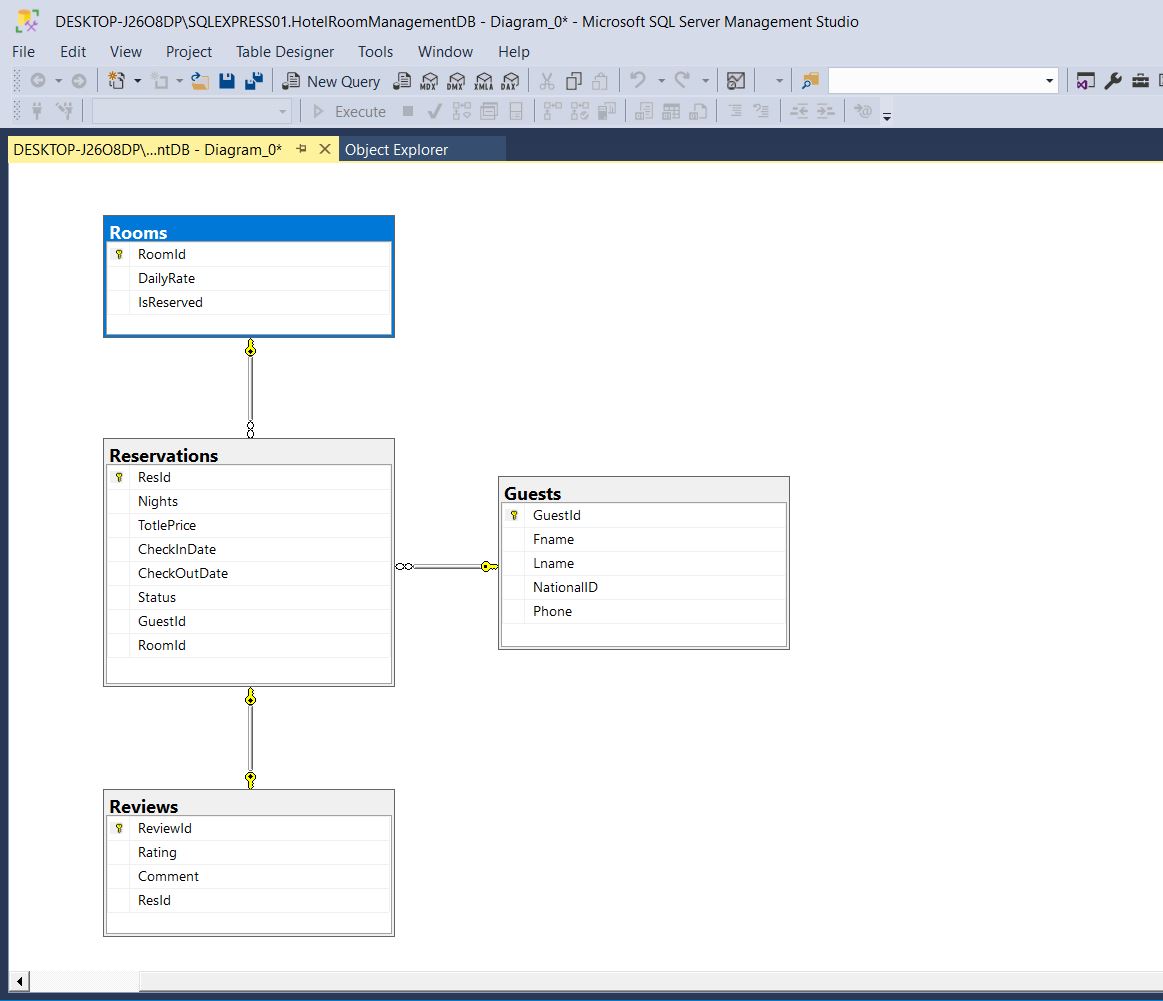 DESKTOP-J26O8DP\SQLEXPRESS01.HotelRoomManagementDB - Diagram_0* - Microsoft SQL Server Management Studio
File Edit View Project Table Designer Tools Window Help
New Query MDX DMX XMLA DAX
Execute
DESKTOP-J26O8DP\...ntDB - Diagram_0* Object Explorer
Rooms
RoomId
DailyRate
IsReserved
Reservations
ResId
Nights
TotlePrice
CheckInDate
CheckOutDate
Status
GuestId
RoomId
Guests
GuestId
Fname
Lname
NationalID
Phone
Reviews
ReviewId
Rating
Comment
ResId